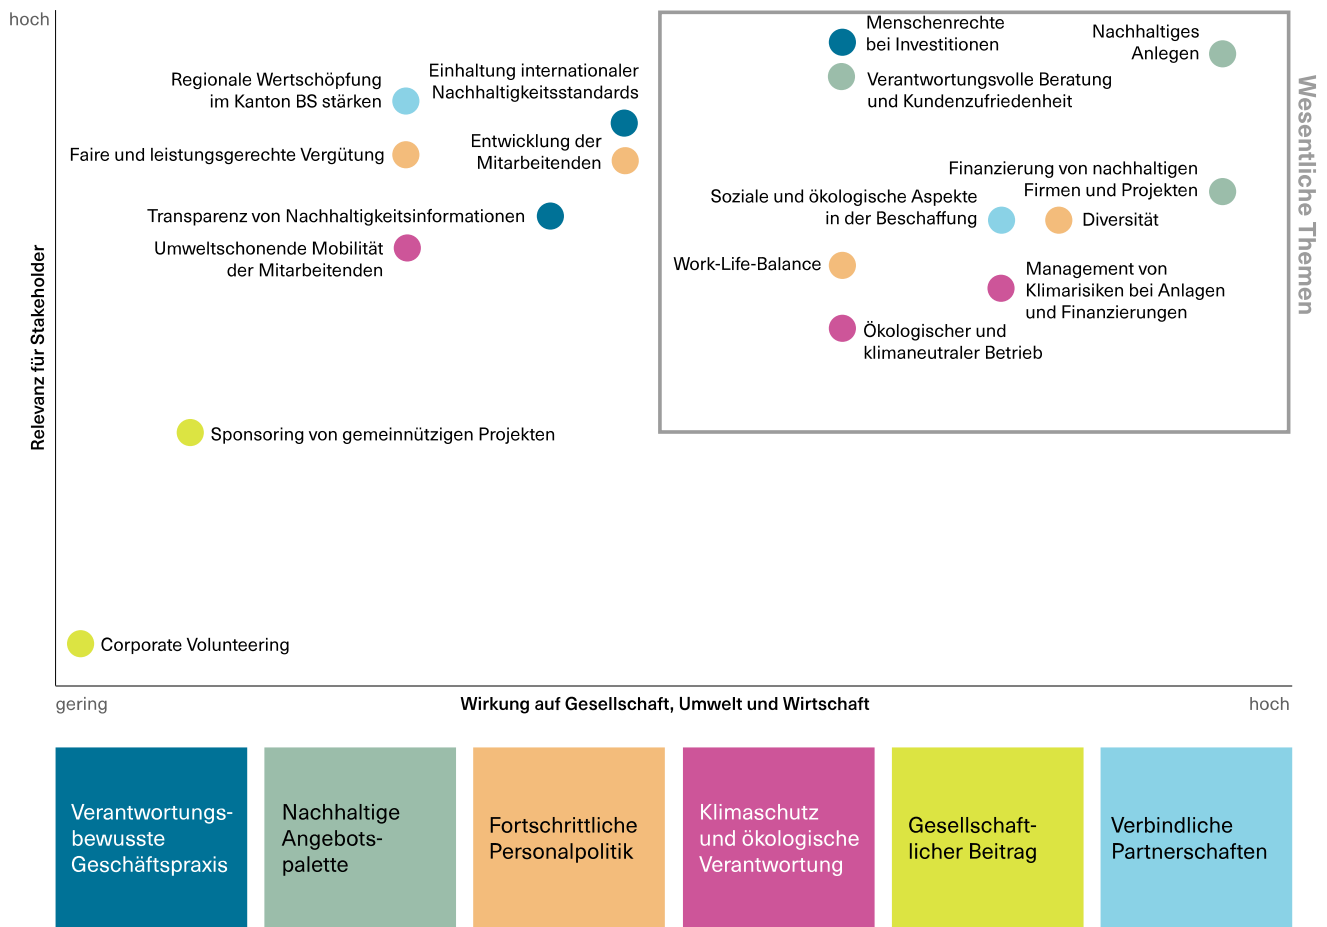 hoch
Menschenrechte
bei Investitionen
Nachhaltiges
Anlegen
Regionale Wertschöpfung
im Kanton BS stärken
Einhaltung internationaler
Nachhaltigkeitsstandards
Verantwortungsvolle Beratung
und Kundenzufriedenheit
Faire und leistungsgerechte Vergütung
Entwicklung der
Mitarbeitenden
Finanzierung von nachhaltigen
Firmen und Projekten
Soziale und ökologische Aspekte
in der Beschaffung
Diversität
Transparenz von Nachhaltigkeitsinformationen
Umweltschonende Mobilität
der Mitarbeitenden
Work-Life-Balance
Management von
Klimarisiken bei Anlagen
und Finanzierungen
Ökologischer und
klimaneutraler Betrieb
Wesentliche Themen
Relevanz für Stakeholder
Sponsoring von gemeinnützigen Projekten
Corporate Volunteering
gering
Wirkung auf Gesellschaft, Umwelt und Wirtschaft
hoch
Verantwortungs-
bewusste
Geschäftspraxis
Nachhaltige
Angebots-
palette
Fortschrittliche
Personalpolitik
Klimaschutz
und ökologische
Verantwortung
Gesellschaft-
licher Beitrag
Verbindliche
Partnerschaften